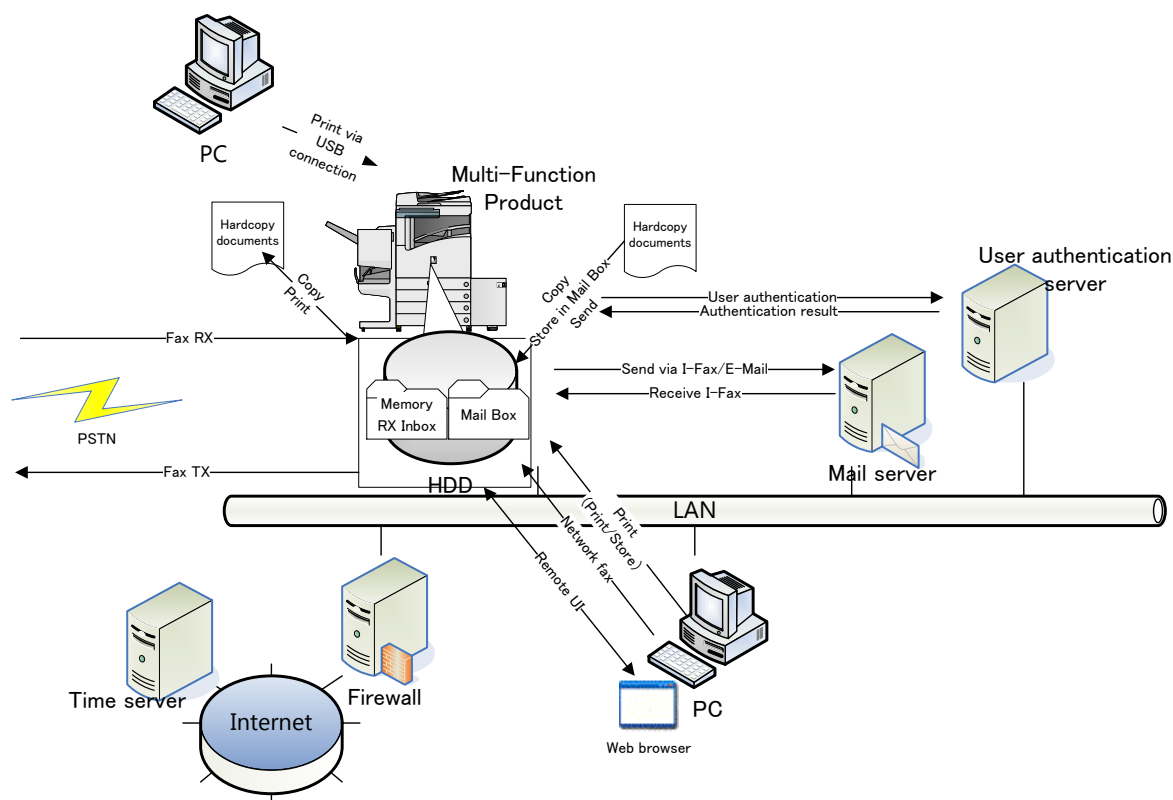 PC
Print via
USB
connection
Multi-Function
Product
Hardcopy
documents
Hardcopy
documents
User authentication
server
Copy
Print
Copy
Store in Mail Box
Send
User authentication
Authentication result
Fax RX
Send via I-Fax/E-Mail
Receive I-Fax
Memory
RX Inbox
Mail Box
PSTN
Fax TX
HDD
Mail server
LAN
Print
(Print/Store)
Network fax
Remote UI
Time server
Firewall
Internet
PC
Web browser